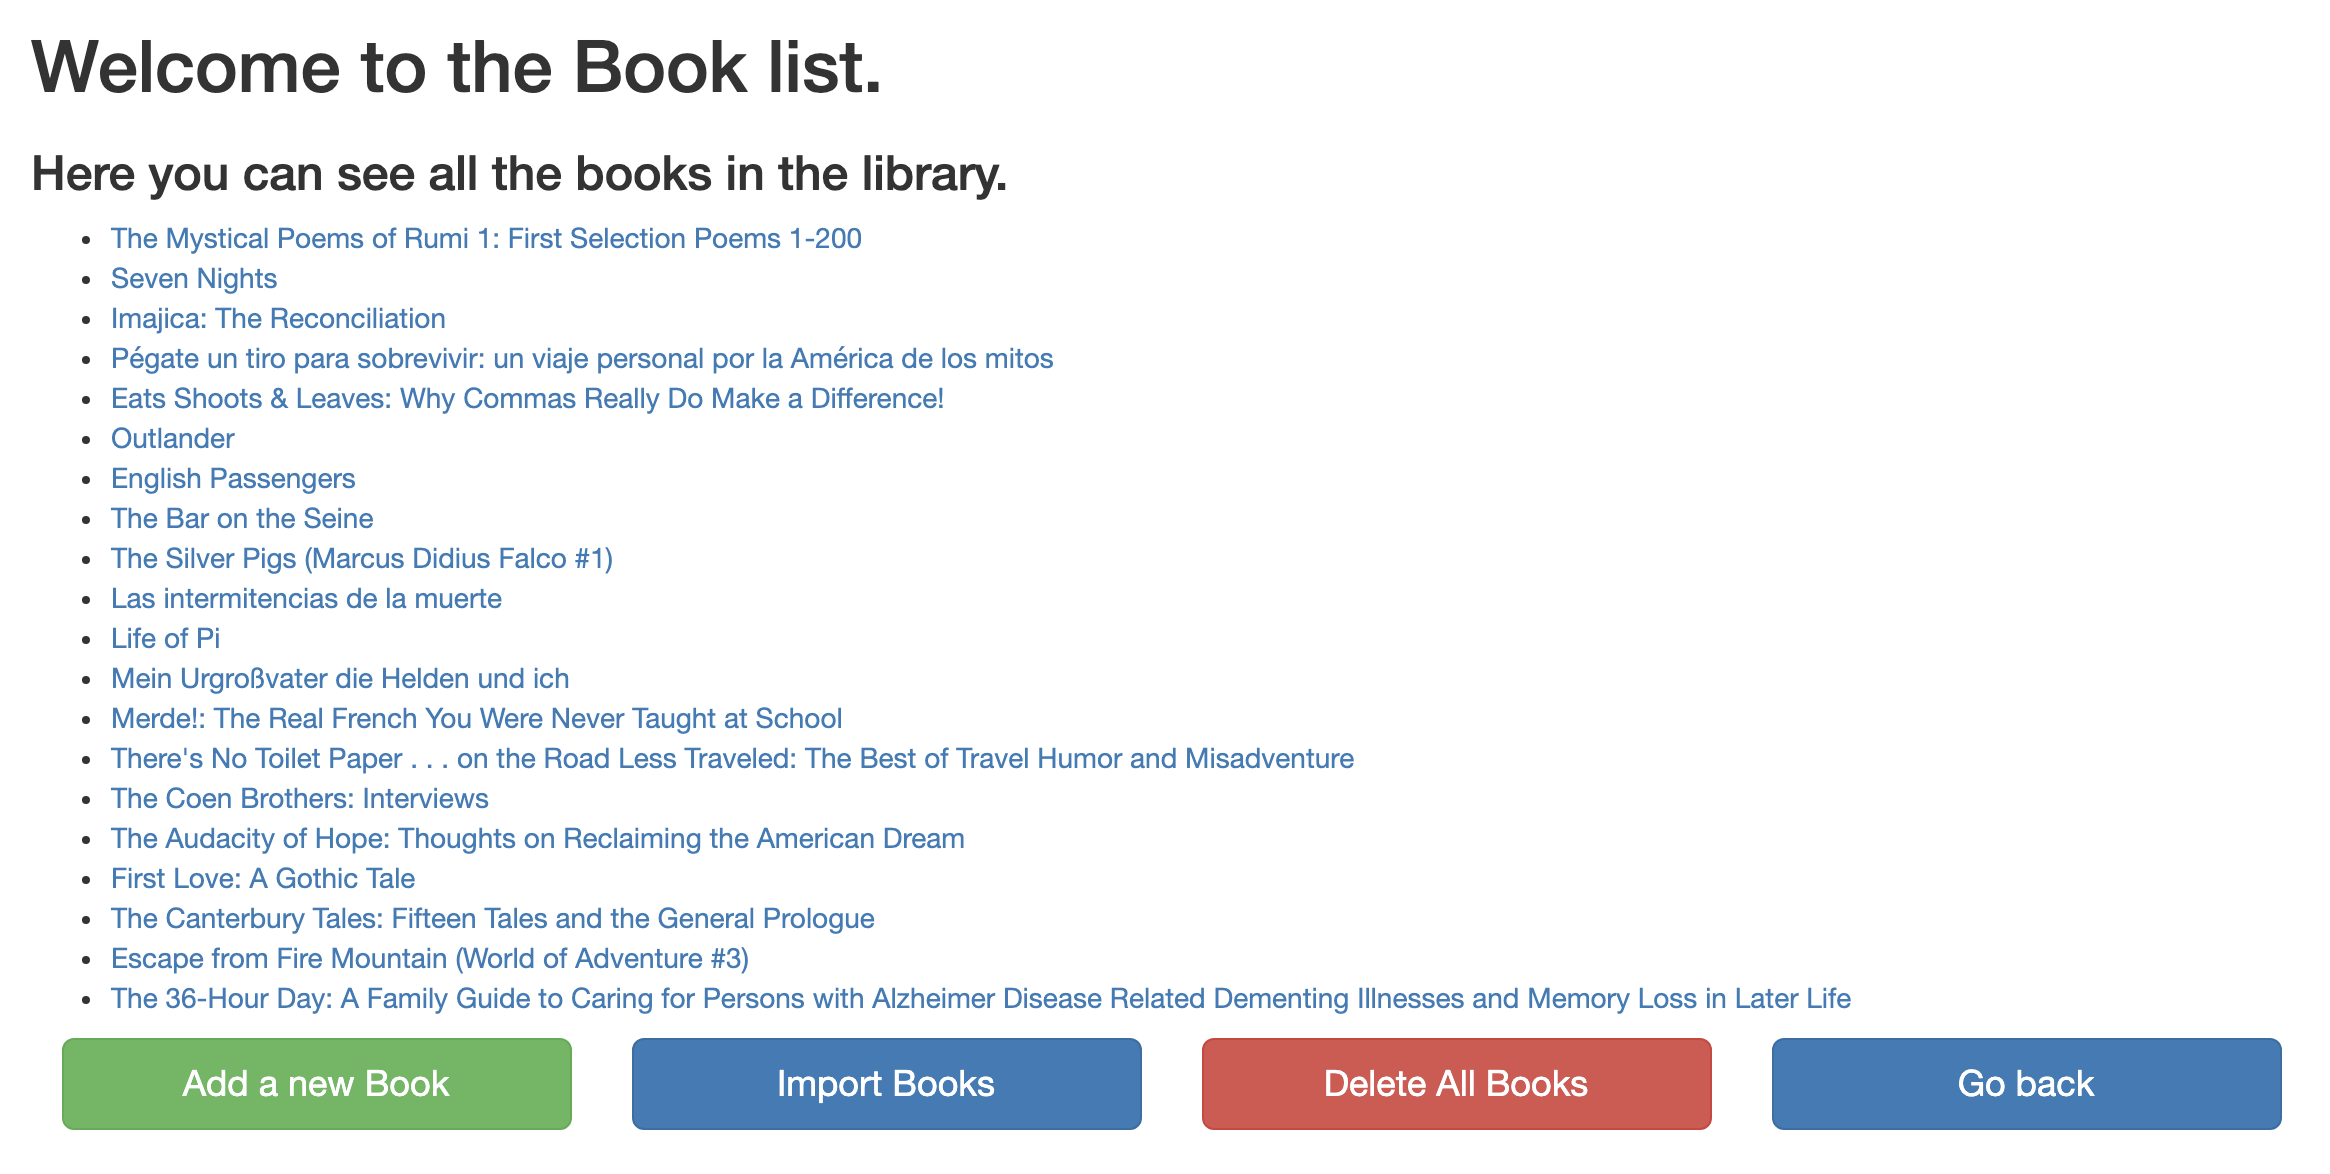 Welcome to the Book list.
Here you can see all the books in the library.
The Mystical Poems of Rumi 1: First Selection Poems 1-200
Seven Nights
Imajica: The Reconciliation
Pégate un tiro para sobrevivir: un viaje personal por la América de los mitos
Eats Shoots & Leaves: Why Commas Really Do Make a Difference!
Outlander
English Passengers
The Bar on the Seine
The Silver Pigs (Marcus Didius Falco #1)
Las intermitencias de la muerte
Life of Pi
Mein Urgroßvater die Helden und ich
Merde!: The Real French You Were Never Taught at School
There's No Toilet Paper . . . on the Road Less Traveled: The Best of Travel Humor and Misadventure
The Coen Brothers: Interviews
The Audacity of Hope: Thoughts on Reclaiming the American Dream
First Love: A Gothic Tale
The Canterbury Tales: Fifteen Tales and the General Prologue
Escape from Fire Mountain (World of Adventure #3)
The 36-Hour Day: A Family Guide to Caring for Persons with Alzheimer Disease Related Dementing Illnesses and Memory Loss in Later Life
Add a new Book
Import Books
Delete All Books
Go back